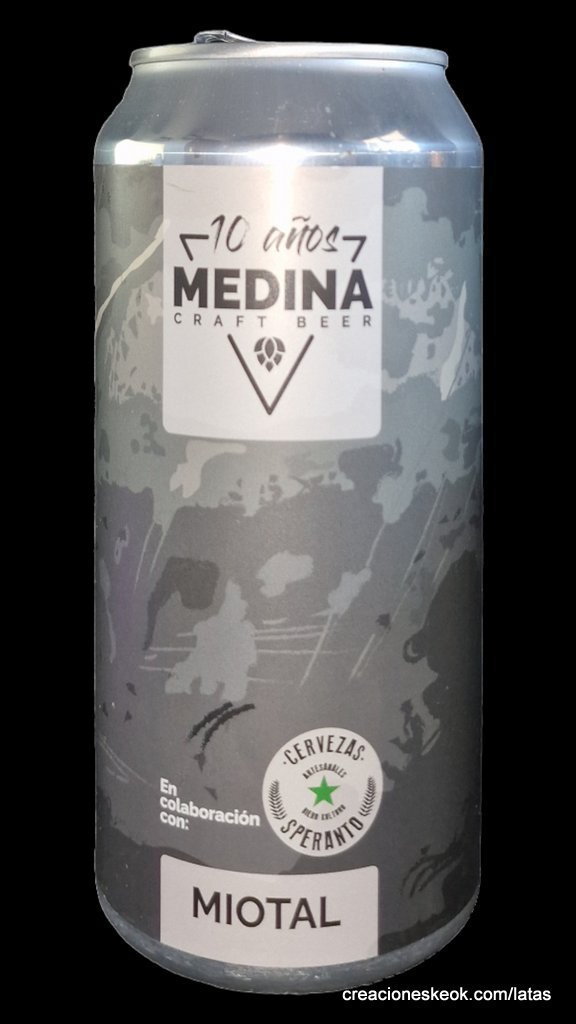 10 años
MEDINA
CRAFT BEER
En
colaboración
con:
·CERVEZAS·
ARTESANALES
SPERANTO
MIOTAL
creacioneskeok.com/latas